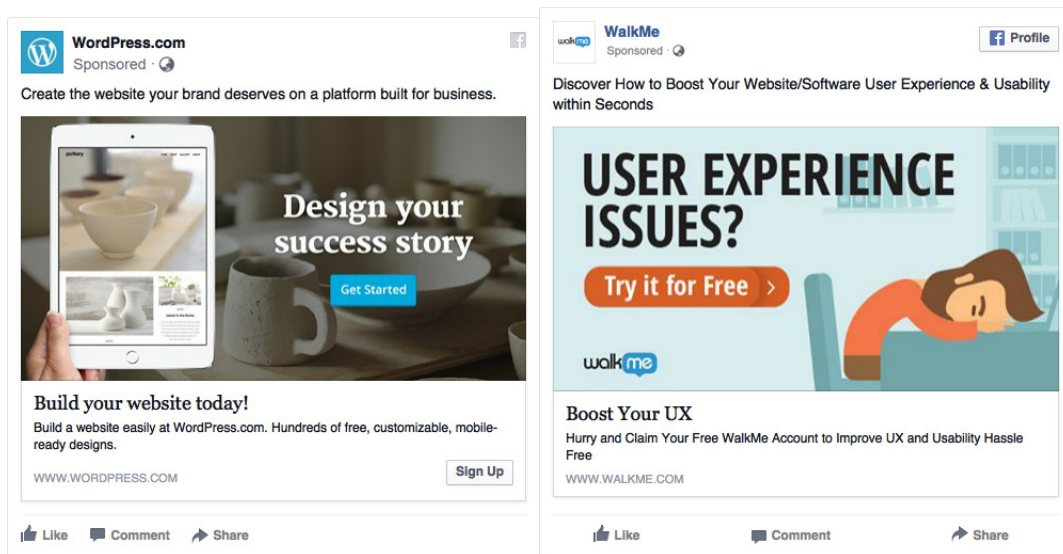 WordPress.com
Sponsored ·
Create the website your brand deserves on a platform built for business.
pottery
Design your
success story
Get Started
Build your website today!
Build a website easily at WordPress.com. Hundreds of free, customizable, mobile-
ready designs.
WWW.WORDPRESS.COM
Sign Up
Like Comment Share
walkme
WalkMe
Sponsored ·
Profile
Discover How to Boost Your Website/Software User Experience & Usability
within Seconds
USER EXPERIENCE
ISSUES?
Try it for Free >
walkme
Boost Your UX
Hurry and Claim Your Free WalkMe Account to Improve UX and Usability Hassle
Free
WWW.WALKME.COM
Like Comment Share